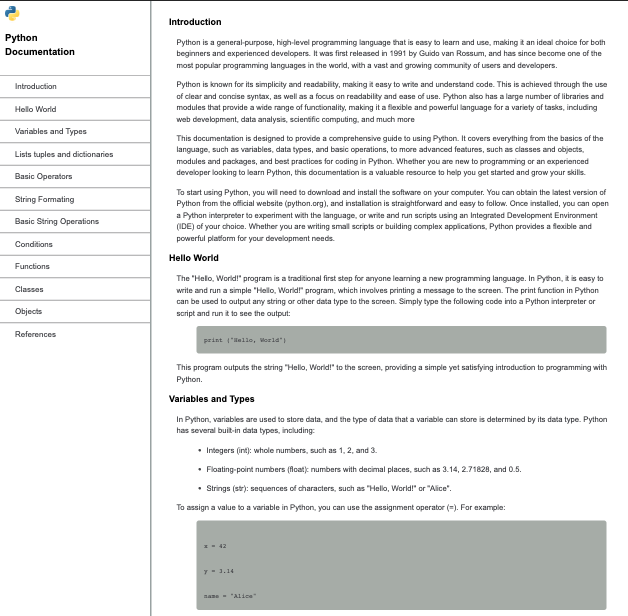 Python
Documentation
Introduction
Hello World
Variables and Types
Lists tuples and dictionaries
Basic Operators
String Formating
Basic String Operations
Conditions
Functions
Classes
Objects
References
Introduction
Python is a general-purpose, high-level programming language that is easy to learn and use, making it an ideal choice for both
beginners and experienced developers. It was first released in 1991 by Guido van Rossum, and has since become one of the
most popular programming languages in the world, with a vast and growing community of users and developers.
Python is known for its simplicity and readability, making it easy to write and understand code. This is achieved through the use
of clear and concise syntax, as well as a focus on readability and ease of use. Python also has a large number of libraries and
modules that provide a wide range of functionality, making it a flexible and powerful language for a variety of tasks, including
web development, data analysis, scientific computing, and much more
This documentation is designed to provide a comprehensive guide to using Python. It covers everything from the basics of the
language, such as variables, data types, and basic operations, to more advanced features, such as classes and objects,
modules and packages, and best practices for coding in Python. Whether you are new to programming or an experienced
developer looking to learn Python, this documentation is a valuable resource to help you get started and grow your skills.
To start using Python, you will need to download and install the software on your computer. You can obtain the latest version of
Python from the official website (python.org), and installation is straightforward and easy to follow. Once installed, you can open
a Python interpreter to experiment with the language, or write and run scripts using an Integrated Development Environment
(IDE) of your choice. Whether you are writing small scripts or building complex applications, Python provides a flexible and
powerful platform for your development needs.
Hello World
The "Hello, World!" program is a traditional first step for anyone learning a new programming language. In Python, it is easy to
write and run a simple "Hello, World!" program, which involves printing a message to the screen. The print function in Python
can be used to output any string or other data type to the screen. Simply type the following code into a Python interpreter or
script and run it to see the output:
print ("Hello, World")
This program outputs the string "Hello, World!" to the screen, providing a simple yet satisfying introduction to programming with
Python.
Variables and Types
In Python, variables are used to store data, and the type of data that a variable can store is determined by its data type. Python
has several built-in data types, including:
• Integers (int): whole numbers, such as 1, 2, and 3.
• Floating-point numbers (float): numbers with decimal places, such as 3.14, 2.71828, and 0.5.
• Strings (str): sequences of characters, such as "Hello, World!" or "Alice".
To assign a value to a variable in Python, you can use the assignment operator (=). For example:
x = 42
y = 3.14
name = "Alice"